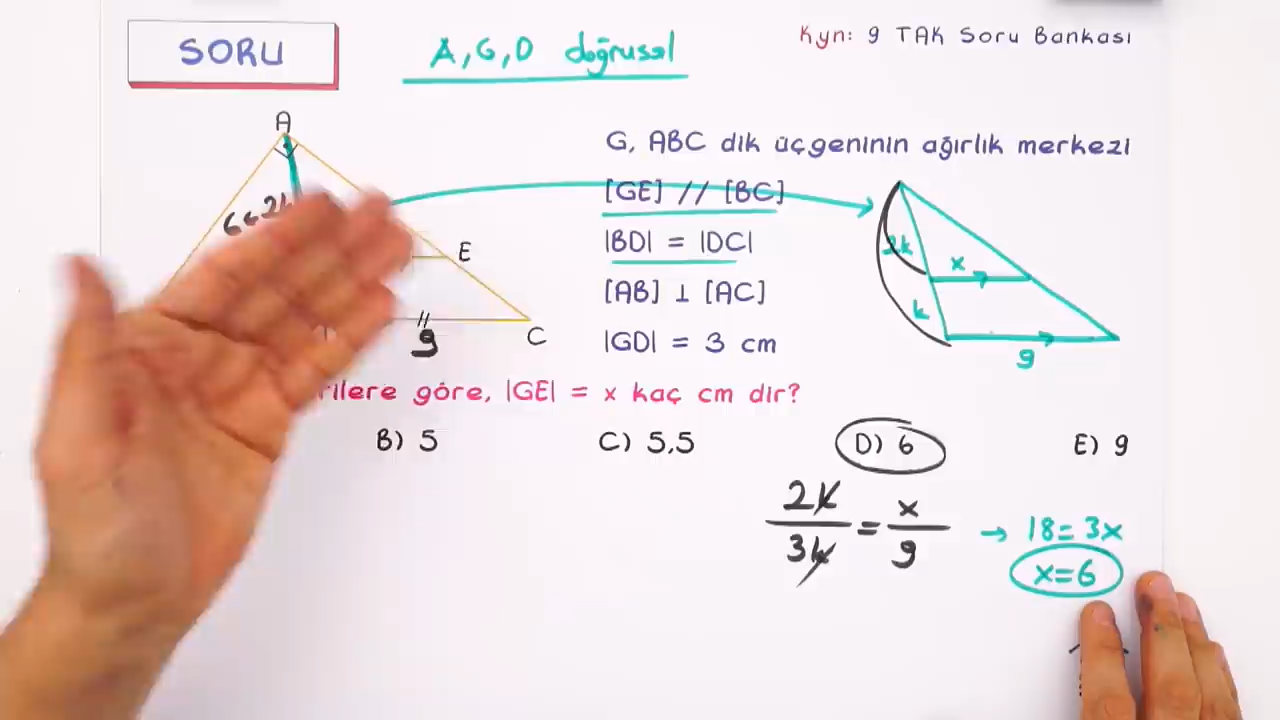 SORU
A, G, D doğrusal
Kyn: 9 TAK Soru Bankası
A
G, ABC dik üçgeninin ağırlık merkezi
[GE] // [BC]
E
|BD| = |DC|
2k
x
[AB] ⊥ [AC]
k
C
9
|GD| = 3 cm
9
rilere göre, |GE| = x kaç cm dir?
B) 5
C) 5,5
D) 6
E) 9
2k/3k = x/9
→ 18 = 3x
x=6